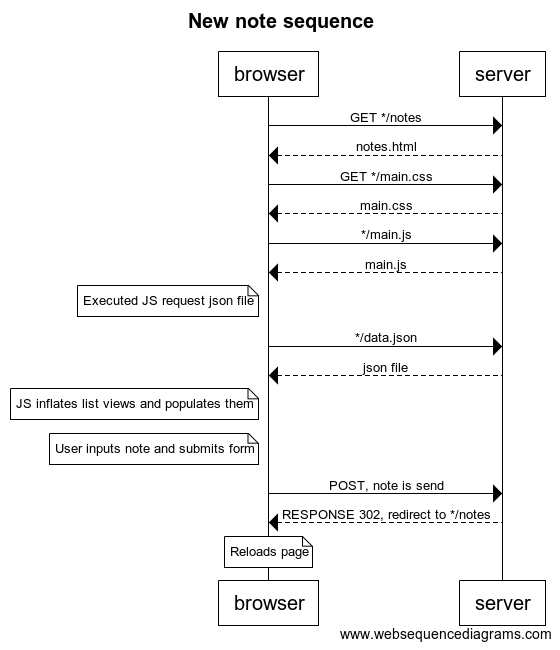 New note sequence
browser
server
GET */notes
notes.html
GET */main.css
main.css
*/main.js
main.js
Executed JS request json file
*/data.json
json file
JS inflates list views and populates them
User inputs note and submits form
POST, note is send
RESPONSE 302, redirect to */notes
Reloads page
browser
server
www.websequencediagrams.com